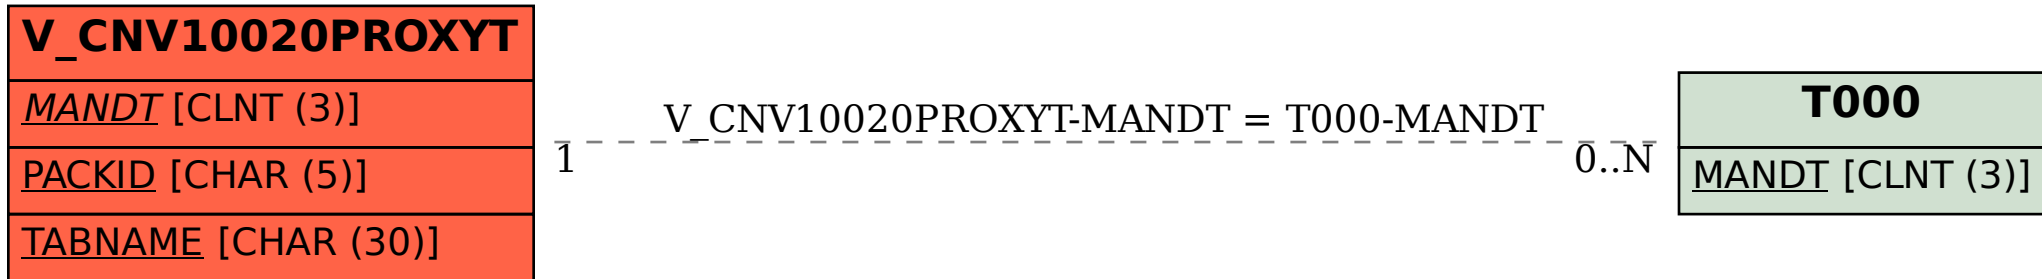 V_CNV10020PROXYT
MANDT [CLNT (3)]
PACKID [CHAR (5)]
TABNAME [CHAR (30)]
V_CNV10020PROXYT-MANDT = T000-MANDT
1
0..N
T000
MANDT [CLNT (3)]